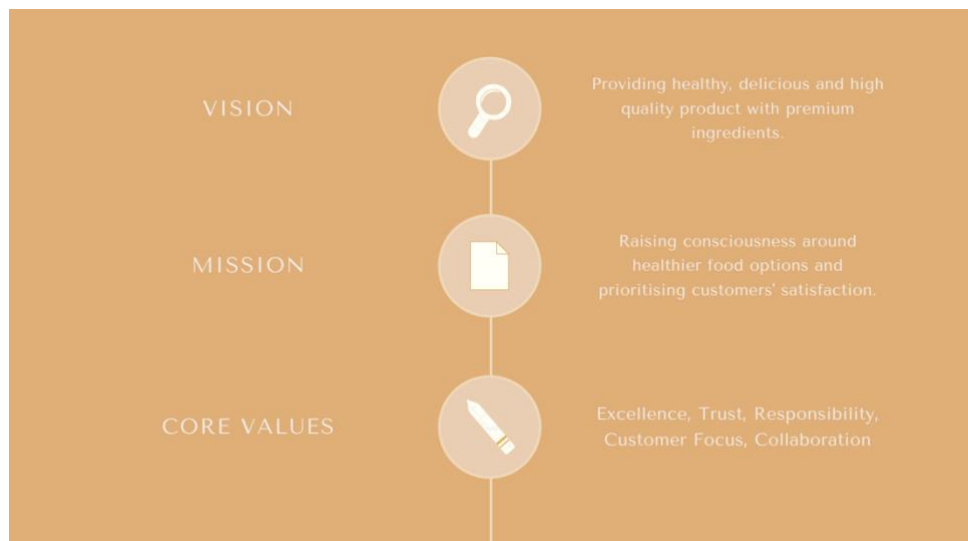 VISION
Providing healthy, delicious and high
quality product with premium
ingredients.
MISSION
Raising consciousness around
healthier food options and
prioritising customers' satisfaction.
CORE VALUES
Excellence, Trust, Responsibility,
Customer Focus, Collaboration